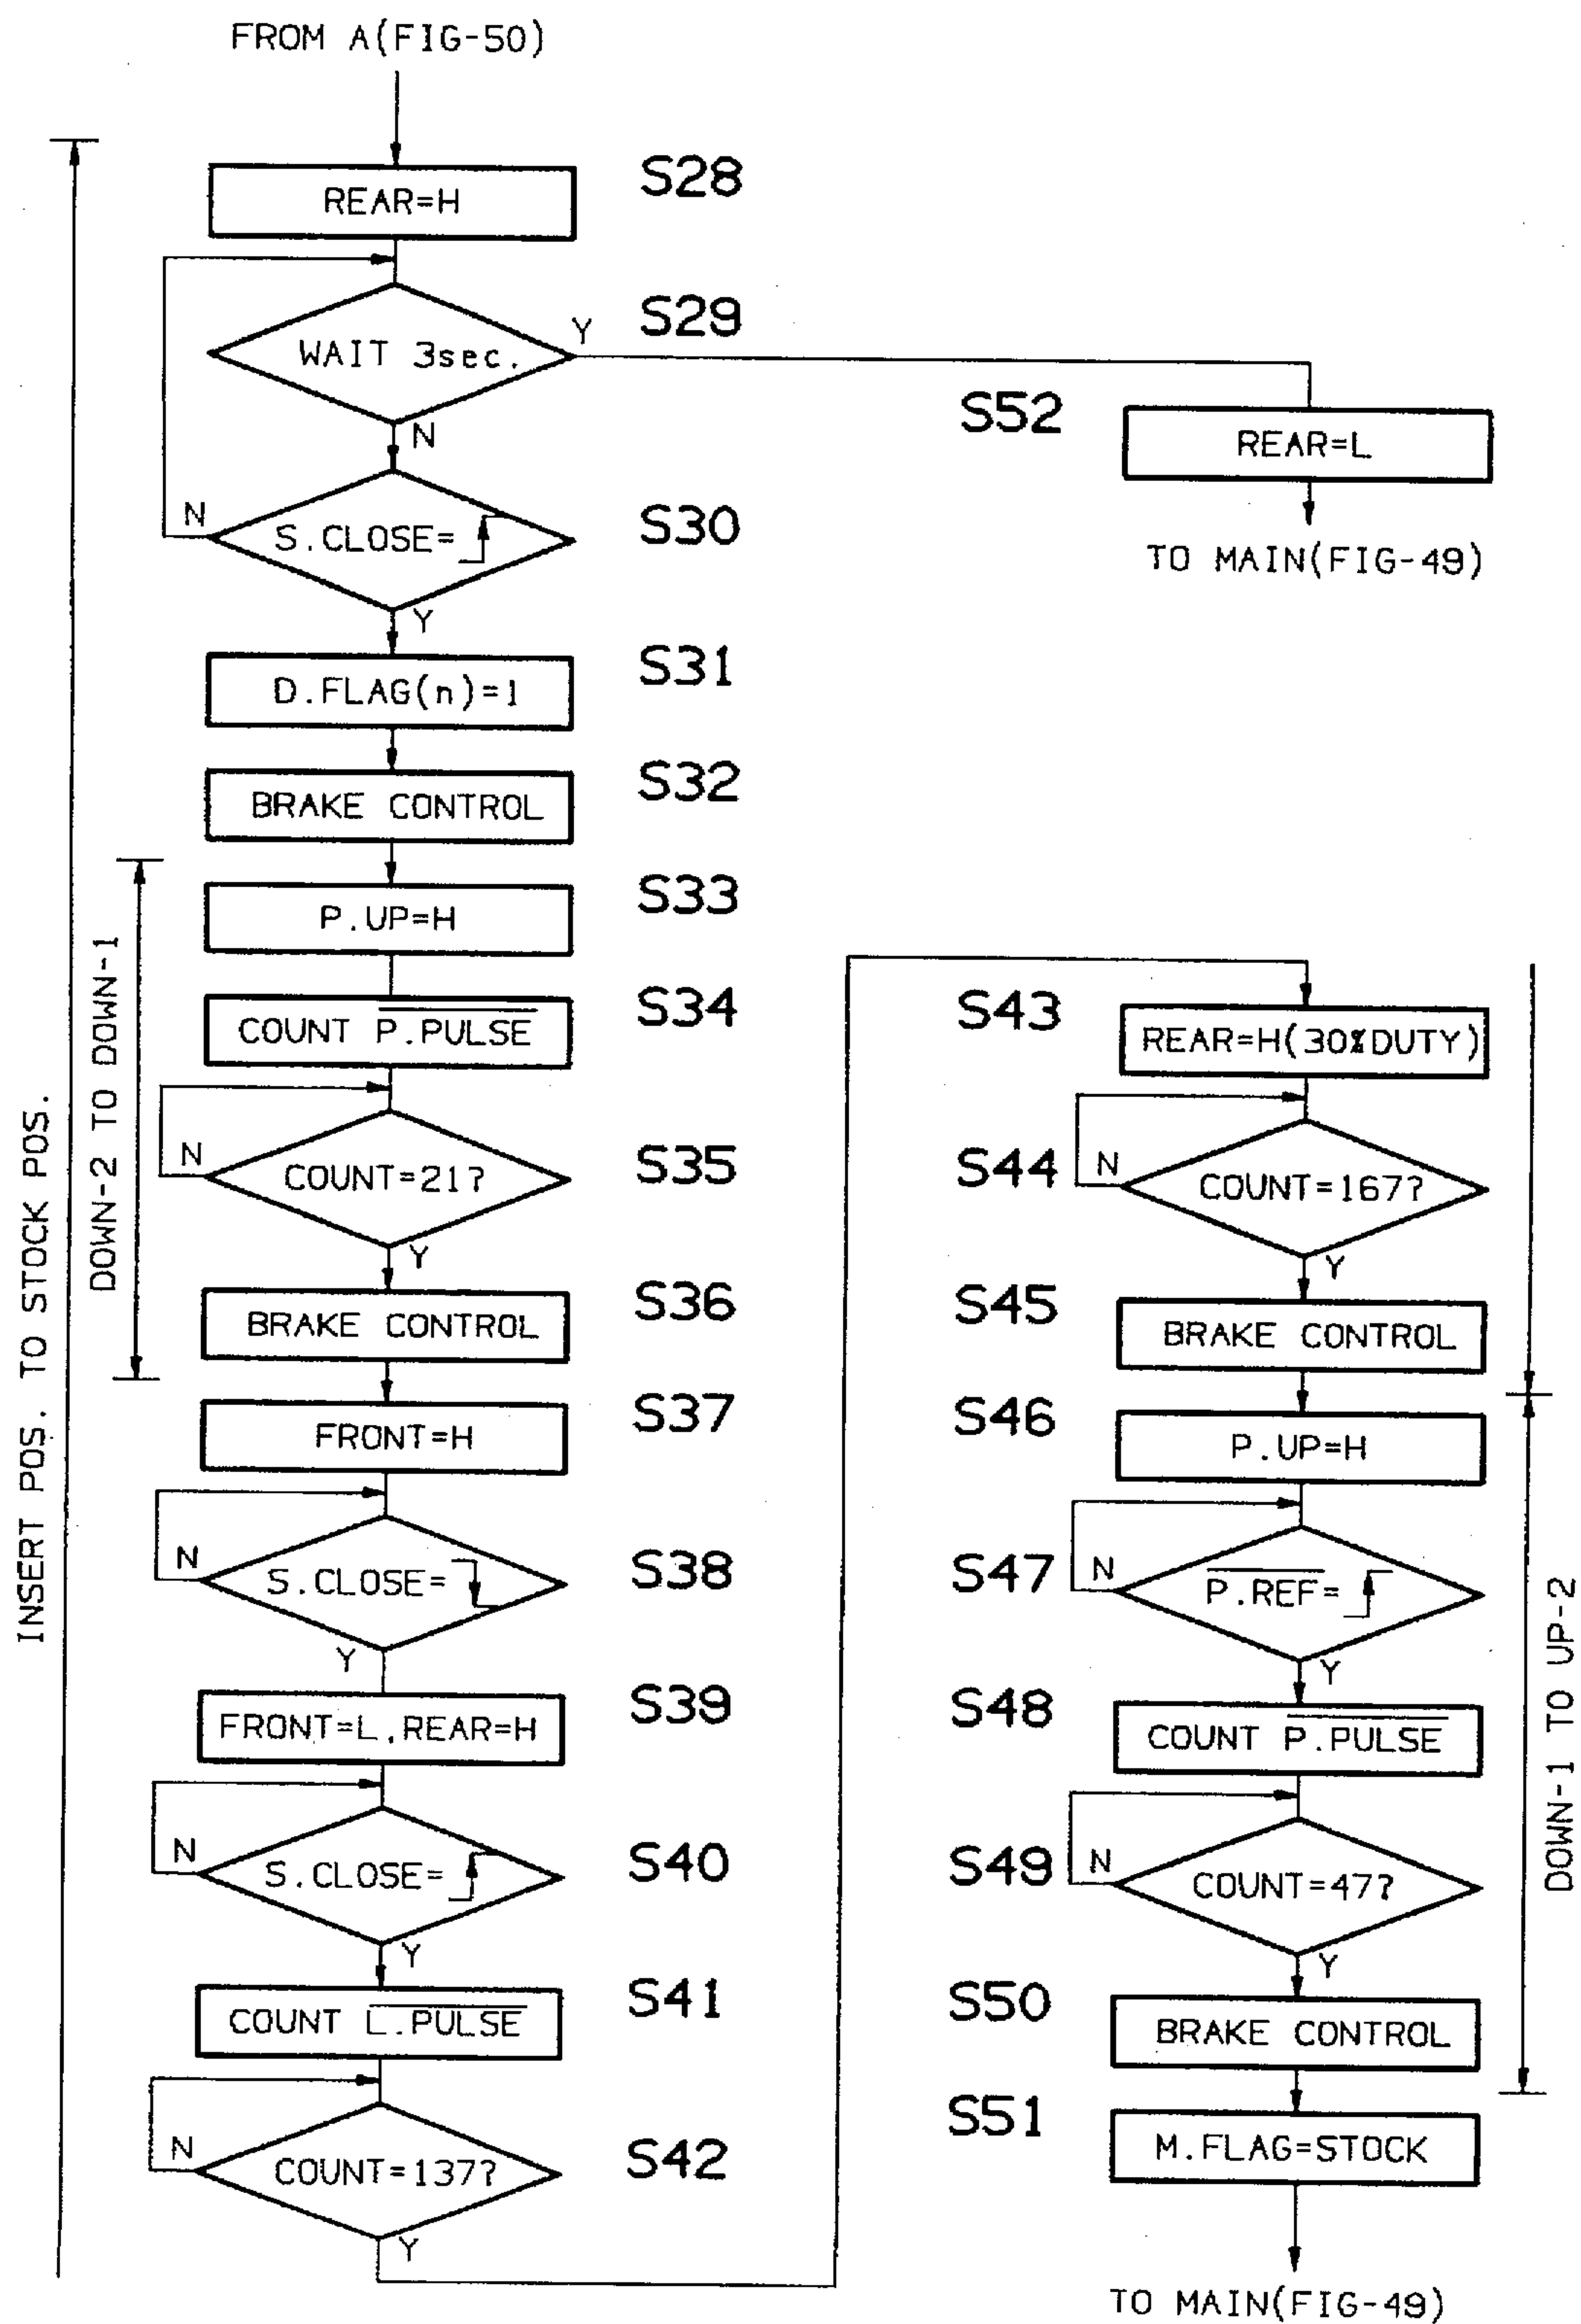 FROM A(FIG-50)
S28
REAR=H
S29
WAIT 3sec.
Y
N
S52
REAR=L
TO MAIN(FIG-49)
S30
S.CLOSE=
N
Y
S31
D.FLAG(n)=1
S32
BRAKE CONTROL
S33
P.UP=H
S34
COUNT P.PULSE
S35
COUNT=21?
N
Y
S36
BRAKE CONTROL
S37
FRONT=H
S38
S.CLOSE=
N
Y
S39
FRONT=L,REAR=H
S40
S.CLOSE=
N
Y
S41
COUNT L.PULSE
S42
COUNT=137?
N
Y
INSERT POS. TO STOCK POS.
DOWN-2 TO DOWN-1
S43
REAR=H(30%DUTY)
S44
COUNT=167?
N
Y
S45
BRAKE CONTROL
S46
P.UP=H
S47
P.REF=
N
Y
S48
COUNT P.PULSE
S49
COUNT=47?
N
Y
S50
BRAKE CONTROL
S51
M.FLAG=STOCK
TO MAIN(FIG-49)
DOWN-1 TO UP-2